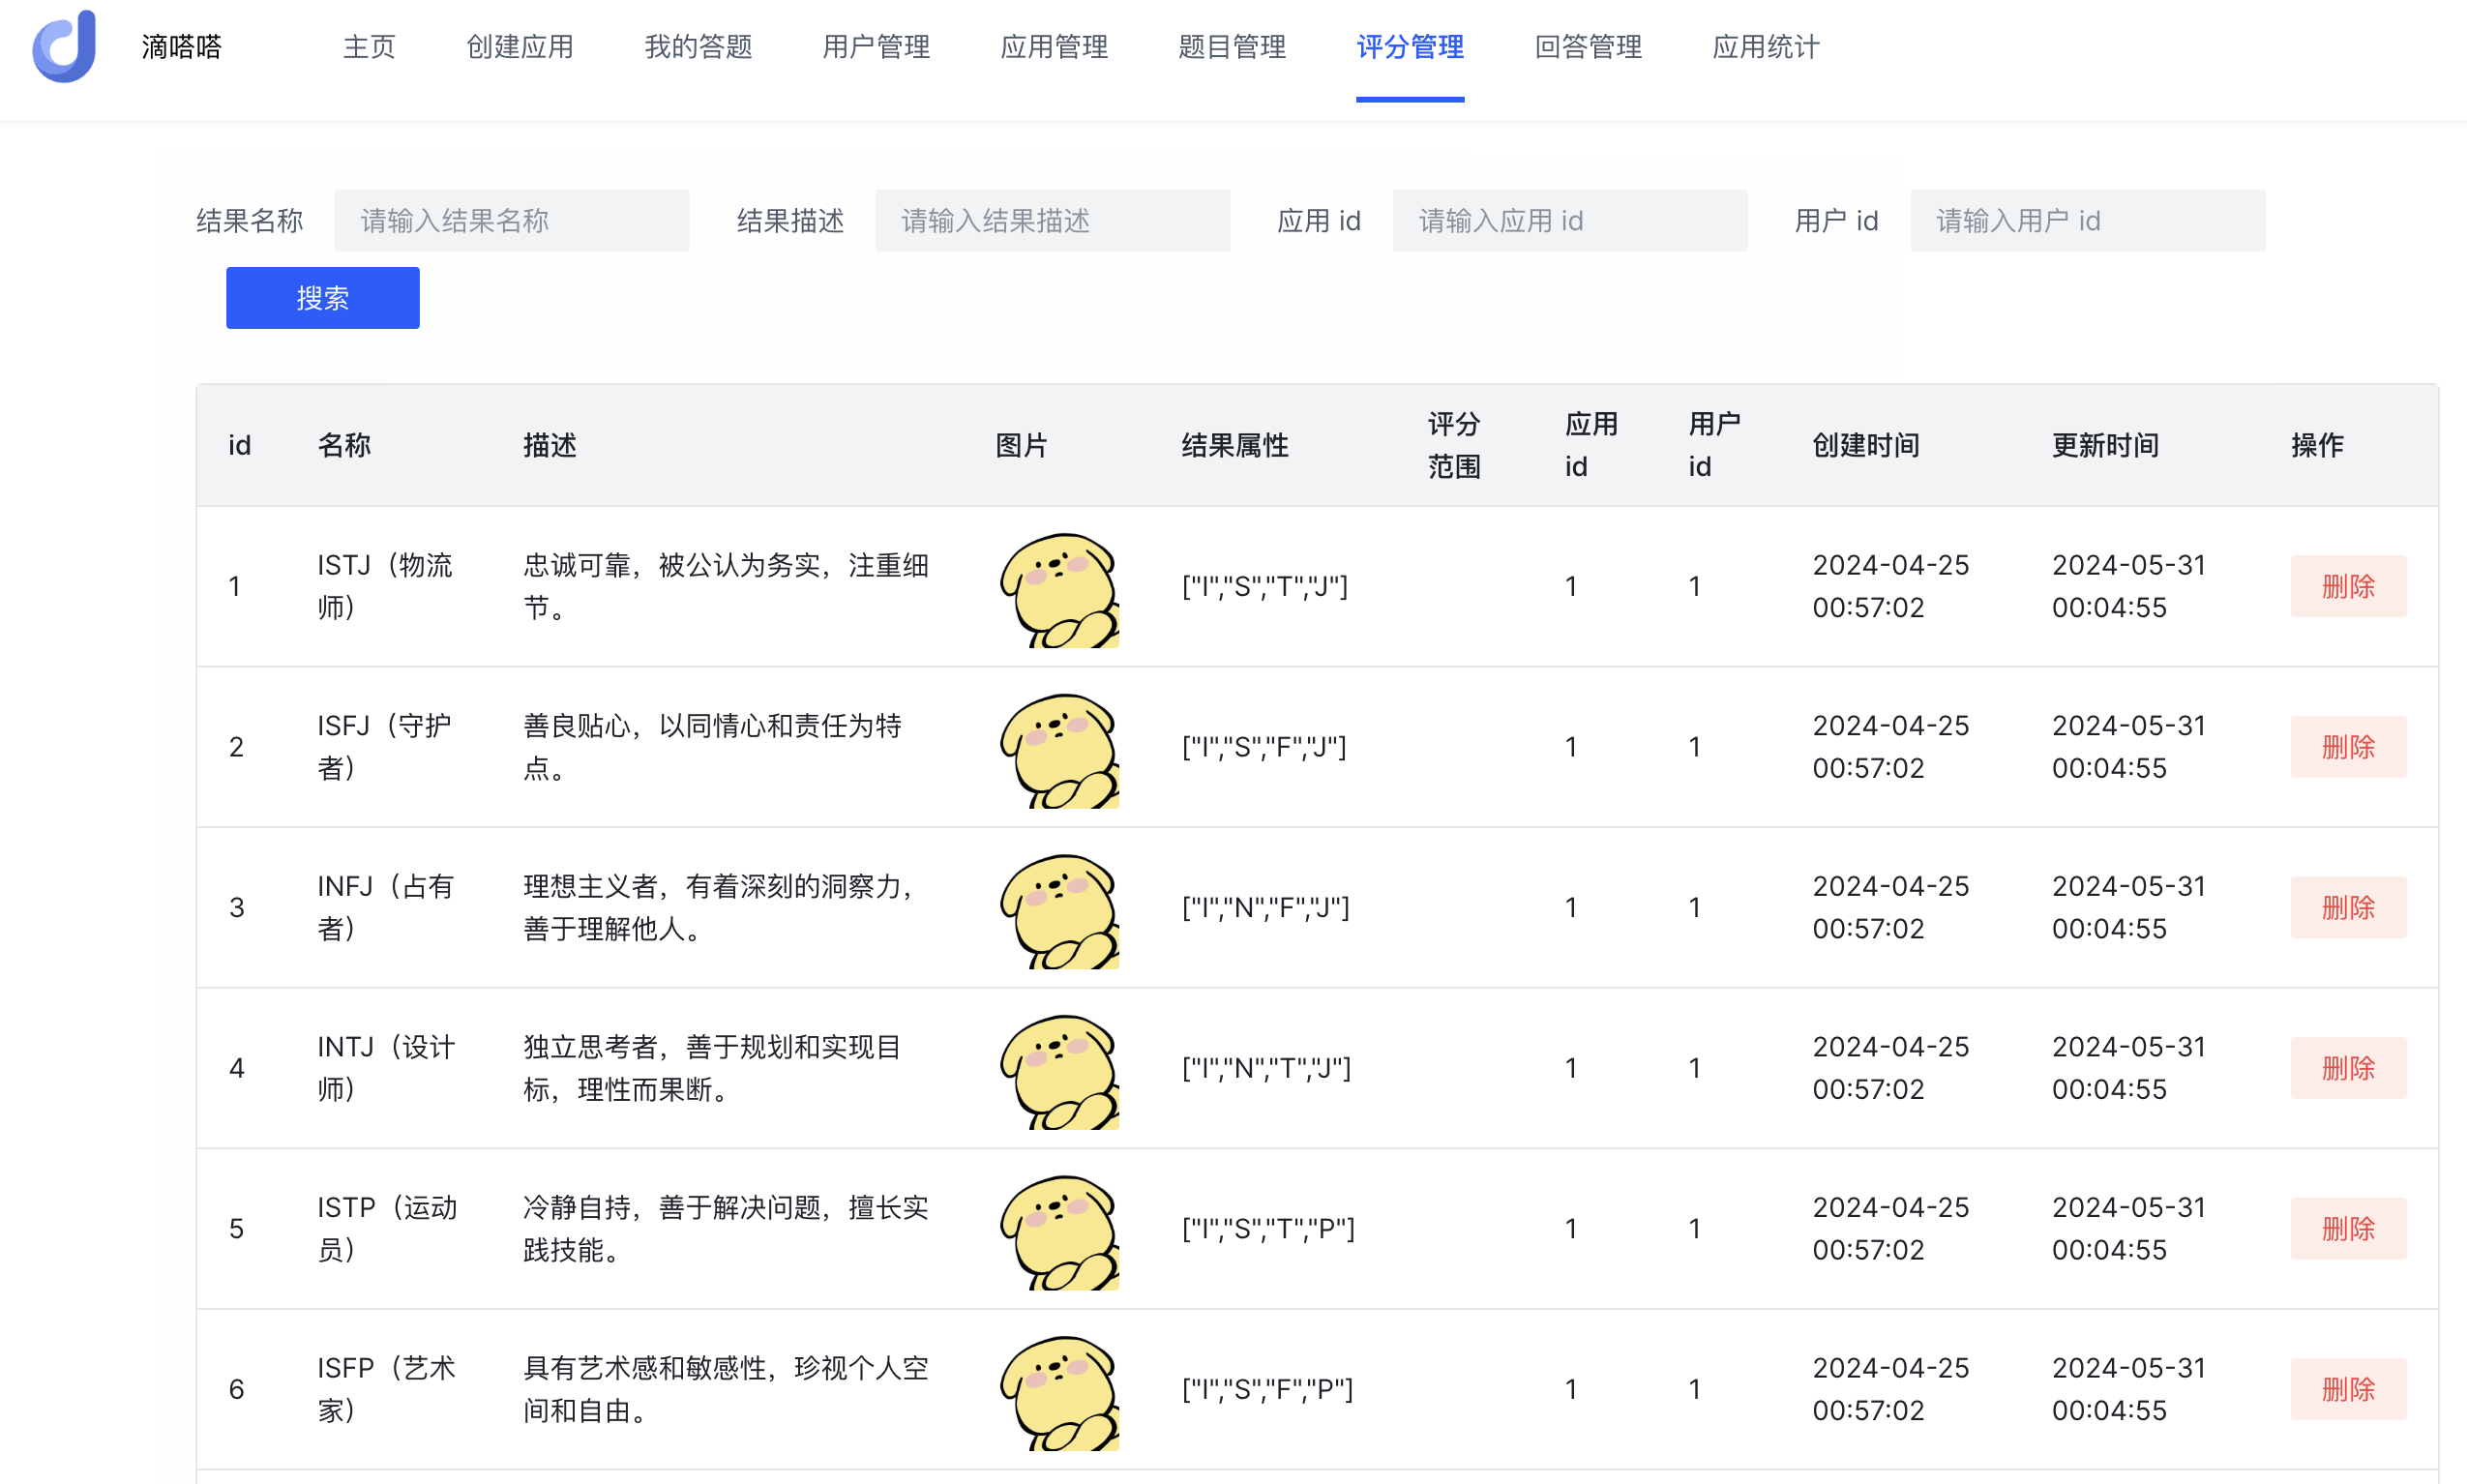 滴嗒嗒 主页 创建应用 我的答题 用户管理 应用管理 题目管理 评分管理 回答管理 应用统计
结果名称 请输入结果名称 结果描述 请输入结果描述 应用 id 请输入应用 id 用户 id 请输入用户 id
搜索
id 名称 描述 图片 结果属性 评分范围 应用 id 用户 id 创建时间 更新时间 操作
1 ISTJ（物流师） 忠诚可靠，被公认为务实，注重细节。 ["I","S","T","J"] 1 1 2024-04-25 00:57:02 2024-05-31 00:04:55 删除
2 ISFJ（守护者） 善良贴心，以同情心和责任为特点。 ["I","S","F","J"] 1 1 2024-04-25 00:57:02 2024-05-31 00:04:55 删除
3 INFJ（占有者） 理想主义者，有着深刻的洞察力，善于理解他人。 ["I","N","F","J"] 1 1 2024-04-25 00:57:02 2024-05-31 00:04:55 删除
4 INTJ（设计师） 独立思考者，善于规划和实现目标，理性而果断。 ["I","N","T","J"] 1 1 2024-04-25 00:57:02 2024-05-31 00:04:55 删除
5 ISTP（运动员） 冷静自持，善于解决问题，擅长实践技能。 ["I","S","T","P"] 1 1 2024-04-25 00:57:02 2024-05-31 00:04:55 删除
6 ISFP（艺术家） 具有艺术感和敏感性，珍视个人空间和自由。 ["I","S","F","P"] 1 1 2024-04-25 00:57:02 2024-05-31 00:04:55 删除